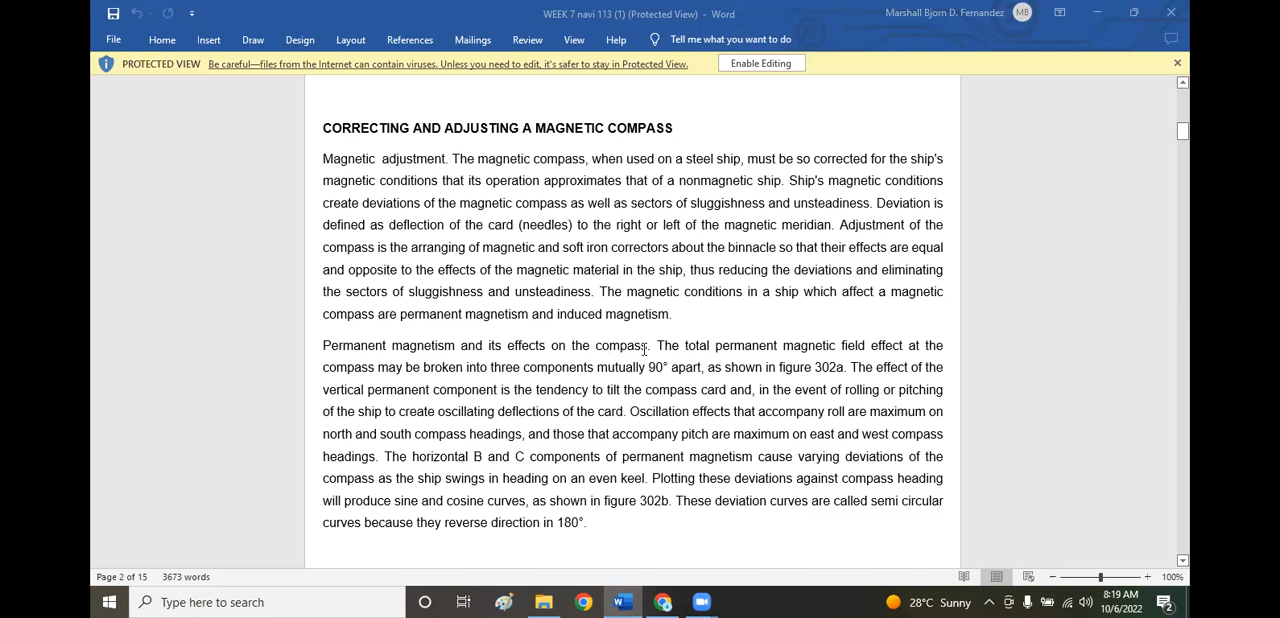 WEEK 7 navi 113 (1) (Protected View) - Word
Marshall Bjorn D. Fernandez
MB
File Home Insert Draw Design Layout References Mailings Review View Help Tell me what you want to do
PROTECTED VIEW Be careful—files from the Internet can contain viruses. Unless you need to edit, it's safer to stay in Protected View. Enable Editing
CORRECTING AND ADJUSTING A MAGNETIC COMPASS
Magnetic adjustment. The magnetic compass, when used on a steel ship, must be so corrected for the ship's
magnetic conditions that its operation approximates that of a nonmagnetic ship. Ship's magnetic conditions
create deviations of the magnetic compass as well as sectors of sluggishness and unsteadiness. Deviation is
defined as deflection of the card (needles) to the right or left of the magnetic meridian. Adjustment of the
compass is the arranging of magnetic and soft iron correctors about the binnacle so that their effects are equal
and opposite to the effects of the magnetic material in the ship, thus reducing the deviations and eliminating
the sectors of sluggishness and unsteadiness. The magnetic conditions in a ship which affect a magnetic
compass are permanent magnetism and induced magnetism.
Permanent magnetism and its effects on the compass. The total permanent magnetic field effect at the
compass may be broken into three components mutually 90° apart, as shown in figure 302a. The effect of the
vertical permanent component is the tendency to tilt the compass card and, in the event of rolling or pitching
of the ship to create oscillating deflections of the card. Oscillation effects that accompany roll are maximum on
north and south compass headings, and those that accompany pitch are maximum on east and west compass
headings. The horizontal B and C components of permanent magnetism cause varying deviations of the
compass as the ship swings in heading on an even keel. Plotting these deviations against compass heading
will produce sine and cosine curves, as shown in figure 302b. These deviation curves are called semi circular
curves because they reverse direction in 180°.
Page 2 of 15 3673 words
100%
Type here to search
28°C Sunny
8:19 AM
10/6/2022
2